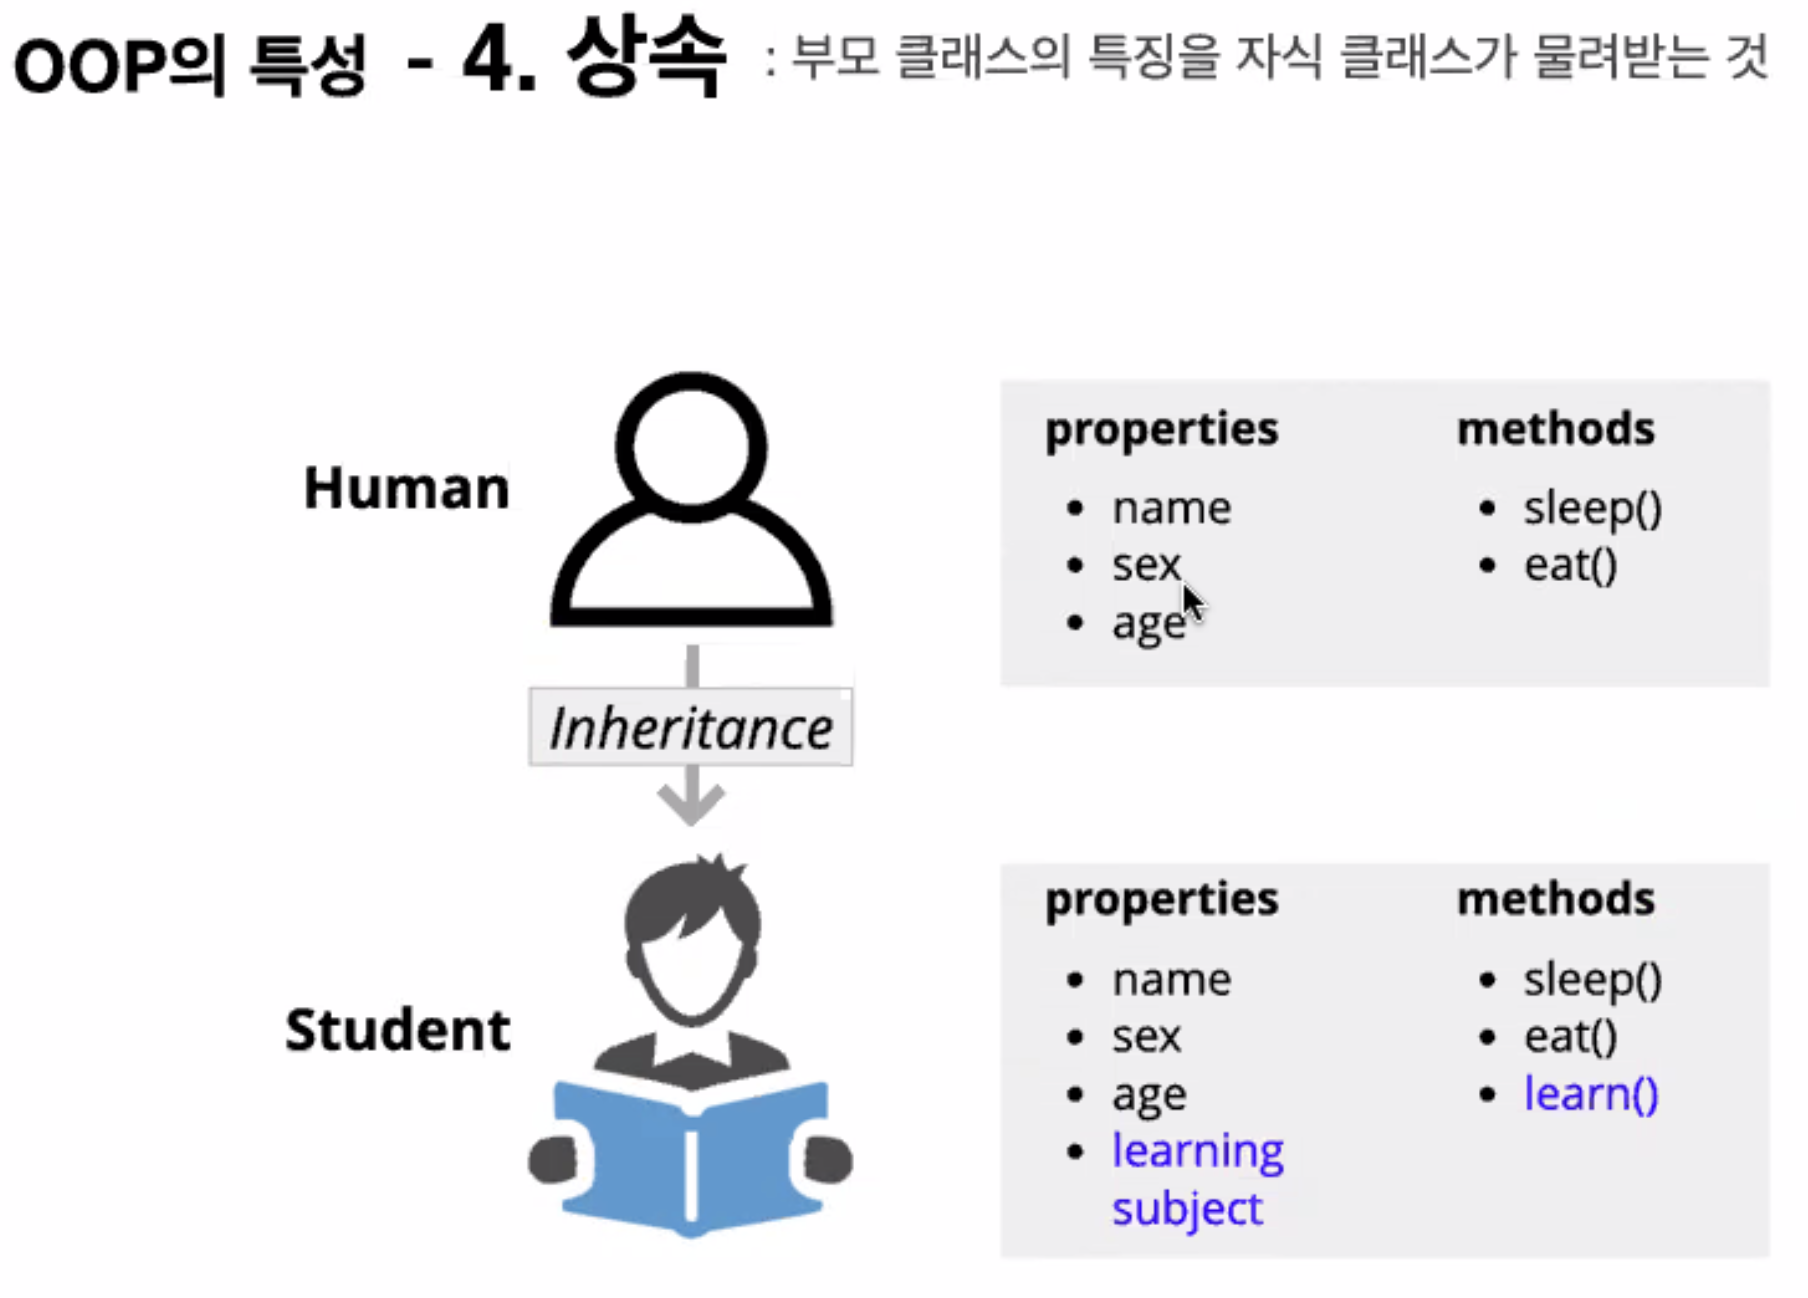 OOP의 특성 - 4. 상속 : 부모 클래스의 특징을 자식 클래스가 물려받는 것
Human
properties
name
sex
age
methods
sleep()
eat()
Inheritance
Student
properties
name
sex
age
learning
subject
methods
sleep()
eat()
learn()